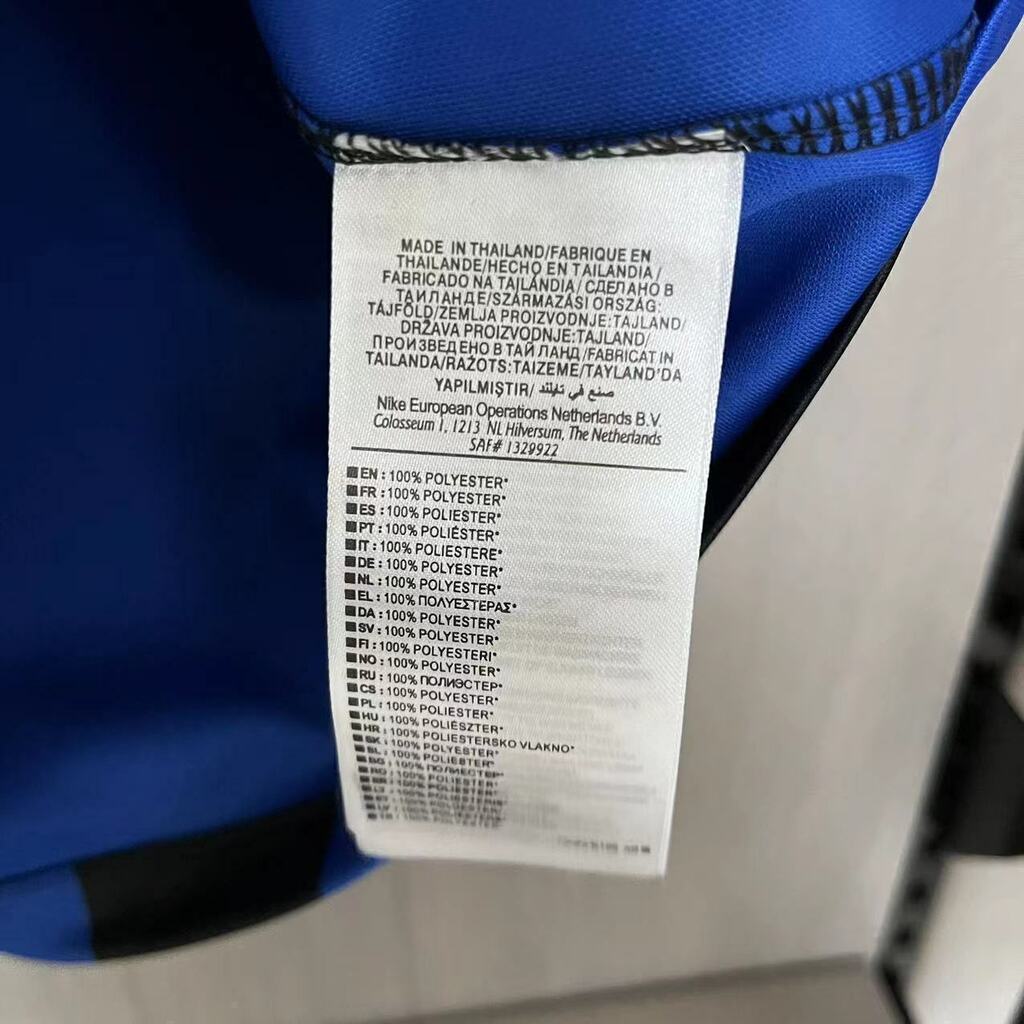 MADE IN THAILAND/FABRIQUE EN
THAILANDE/HECHO EN TAILANDIA/
FABRICADO NA TAJLÂNDIA/СДЕЛАНО В
ТАИЛАНДЕ/SZÁRMAZÁSI ORSZÁG:
TÁJFÖLD/ZEMLJA PROIZVODNJE:TAJLAND/
DRŽAVA PROIZVODNJE:TAJLAND/
ПРОИЗВЕДЕНО В ТАЙ ЛАНД/FABRICAT IN
TAILANDA/RAŽOTS:TAIZEME/TAYLAND'DA
YAPILMIŞTIR/ صنع في تايلند
Nike European Operations Netherlands B.V.
Colosseum 1, 1213 NL Hilversum, The Netherlands
SAF# 1329922
EN : 100% POLYESTER*
FR : 100% POLYESTER*
ES : 100% POLIESTER*
PT : 100% POLIÉSTER*
IT : 100% POLIESTERE*
DE : 100% POLYESTER*
NL : 100% POLYESTER*
EL : 100% ΠΟΛΥΕΣΤΕΡΑΣ*
DA : 100% POLYESTER*
SV : 100% POLYESTER*
FI : 100% POLYESTERI*
NO : 100% POLYESTER*
RU : 100% ПОЛИЭСТЕР*
CS : 100% POLYESTER*
PL : 100% POLIESTER*
HU : 100% POLIÉSZTER*
HR : 100% POLIESTERSKO VLAKNO*
SK : 100% POLYESTER*
SL : 100% POLIESTER*
BG : 100% ПОЛИЕСТЕР*
RO : 100% POLIESTER*